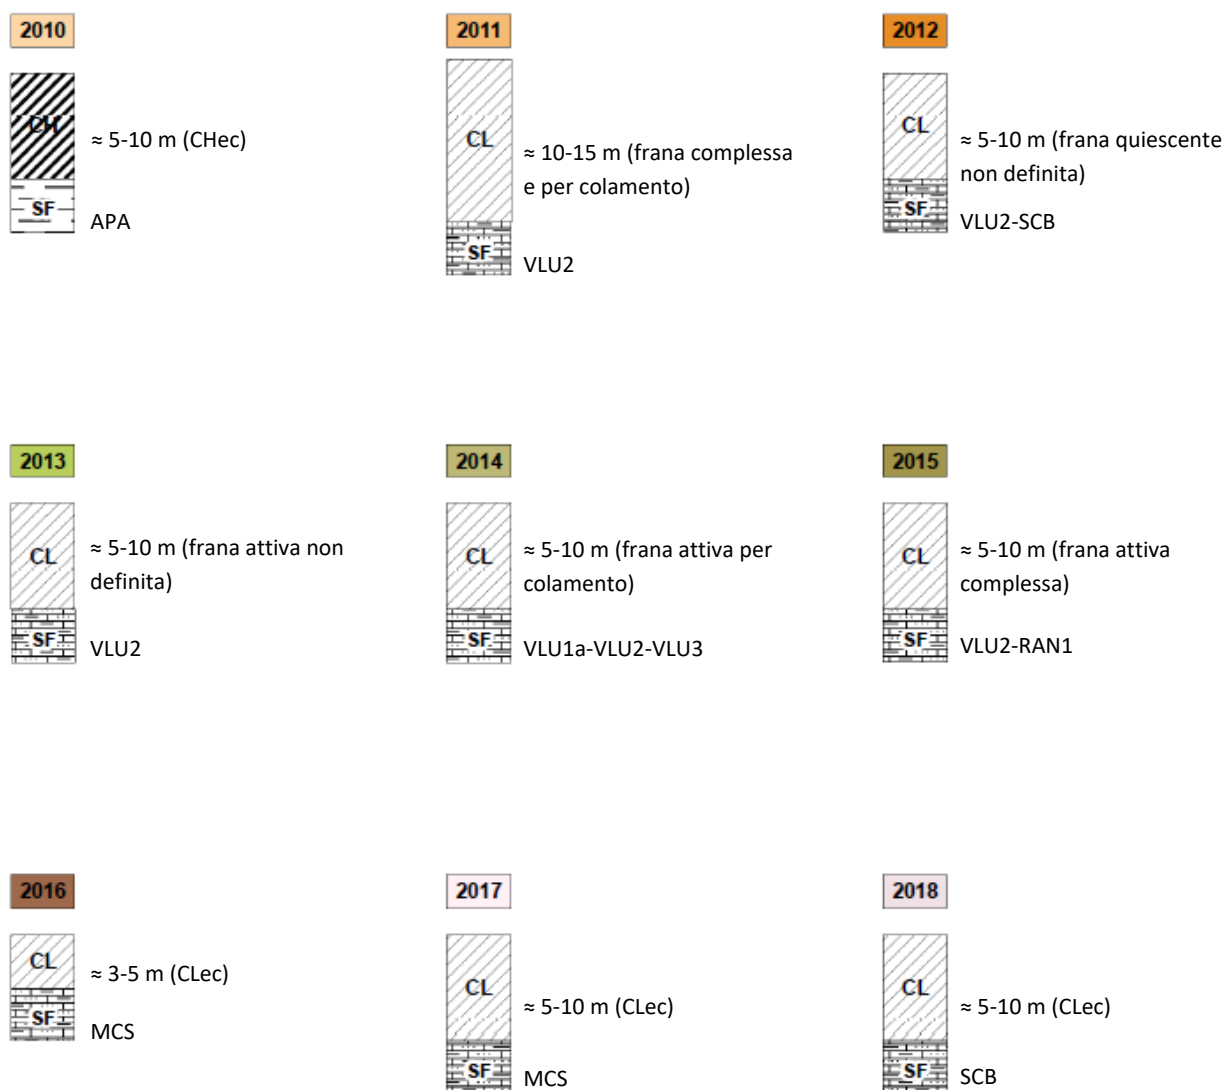 2010
CH
≈ 5-10 m (CHec)
SF
APA
2011
CL
≈ 10-15 m (frana complessa
e per colamento)
SF
VLU2
2012
CL
≈ 5-10 m (frana quiescente
non definita)
SF
VLU2-SCB
2013
CL
≈ 5-10 m (frana attiva non
definita)
SF
VLU2
2014
CL
≈ 5-10 m (frana attiva per
colamento)
SF
VLU1a-VLU2-VLU3
2015
CL
≈ 5-10 m (frana attiva
complessa)
SF
VLU2-RAN1
2016
CL
≈ 3-5 m (CLec)
SF
MCS
2017
CL
≈ 5-10 m (CLec)
SF
MCS
2018
CL
≈ 5-10 m (CLec)
SF
SCB